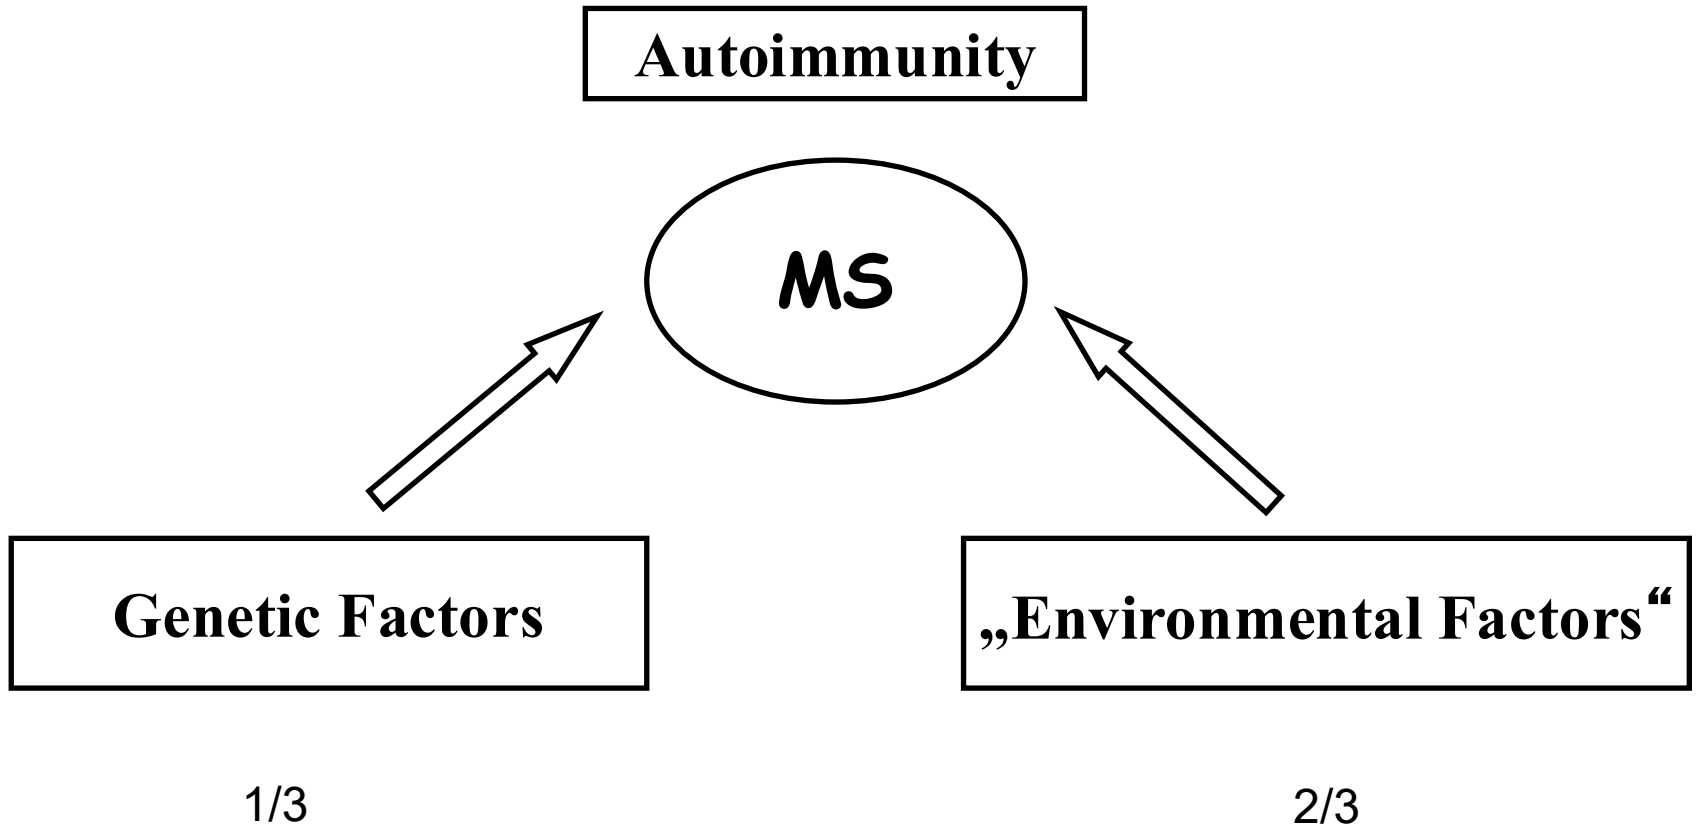 Autoimmunity
MS
Genetic Factors
„Environmental Factors“
1/3
2/3